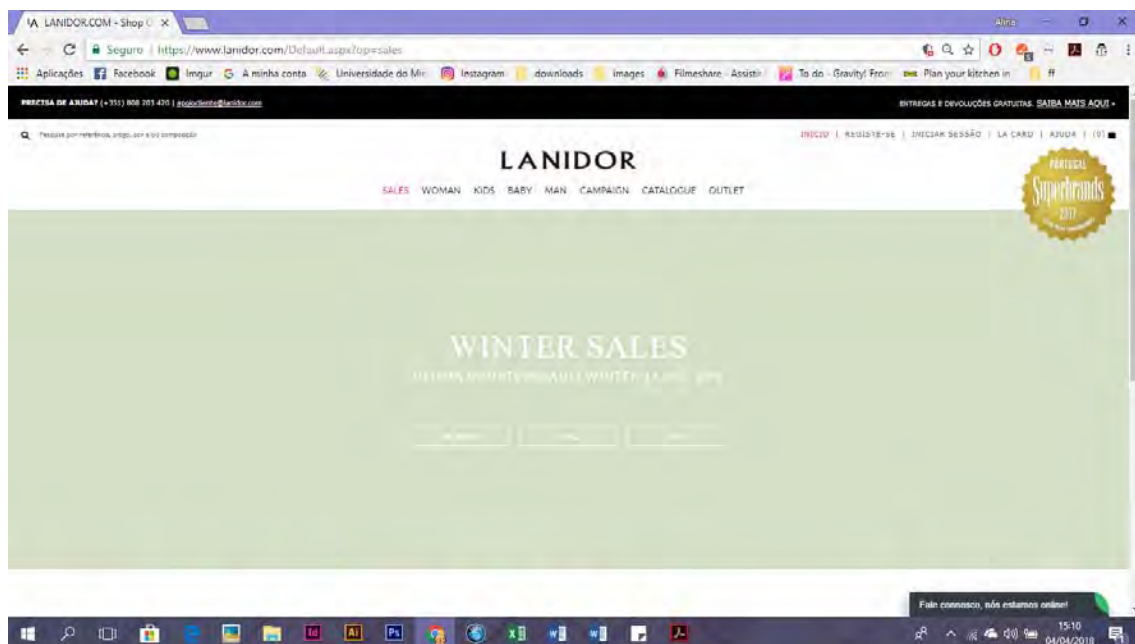 LANIDOR.COM - Shop
Seguro https://www.lanidor.com/Default.aspx?op=sales
Aplicações Facebook Imgur A minha conta Universidade do Min Instagram downloads images Filmeshare - Assistir To do - Gravity! From Plan your kitchen in ff
PRECISA DE AJUDA? (+351) 808 203 420 | apoiocliente@lanidor.com ENTREGAS E DEVOLUÇÕES GRATUITAS. SAIBA MAIS AQUI
INÍCIO | REGISTE-SE | INICIAR SESSÃO | LA CARD | AJUDA | (0)
LANIDOR
SALES WOMAN KIDS BABY MAN CAMPAIGN CATALOGUE OUTLET
PORTUGAL
Superbrands
2017
WINTER SALES
Fale connosco, nós estamos online!
15:10
04/04/2018